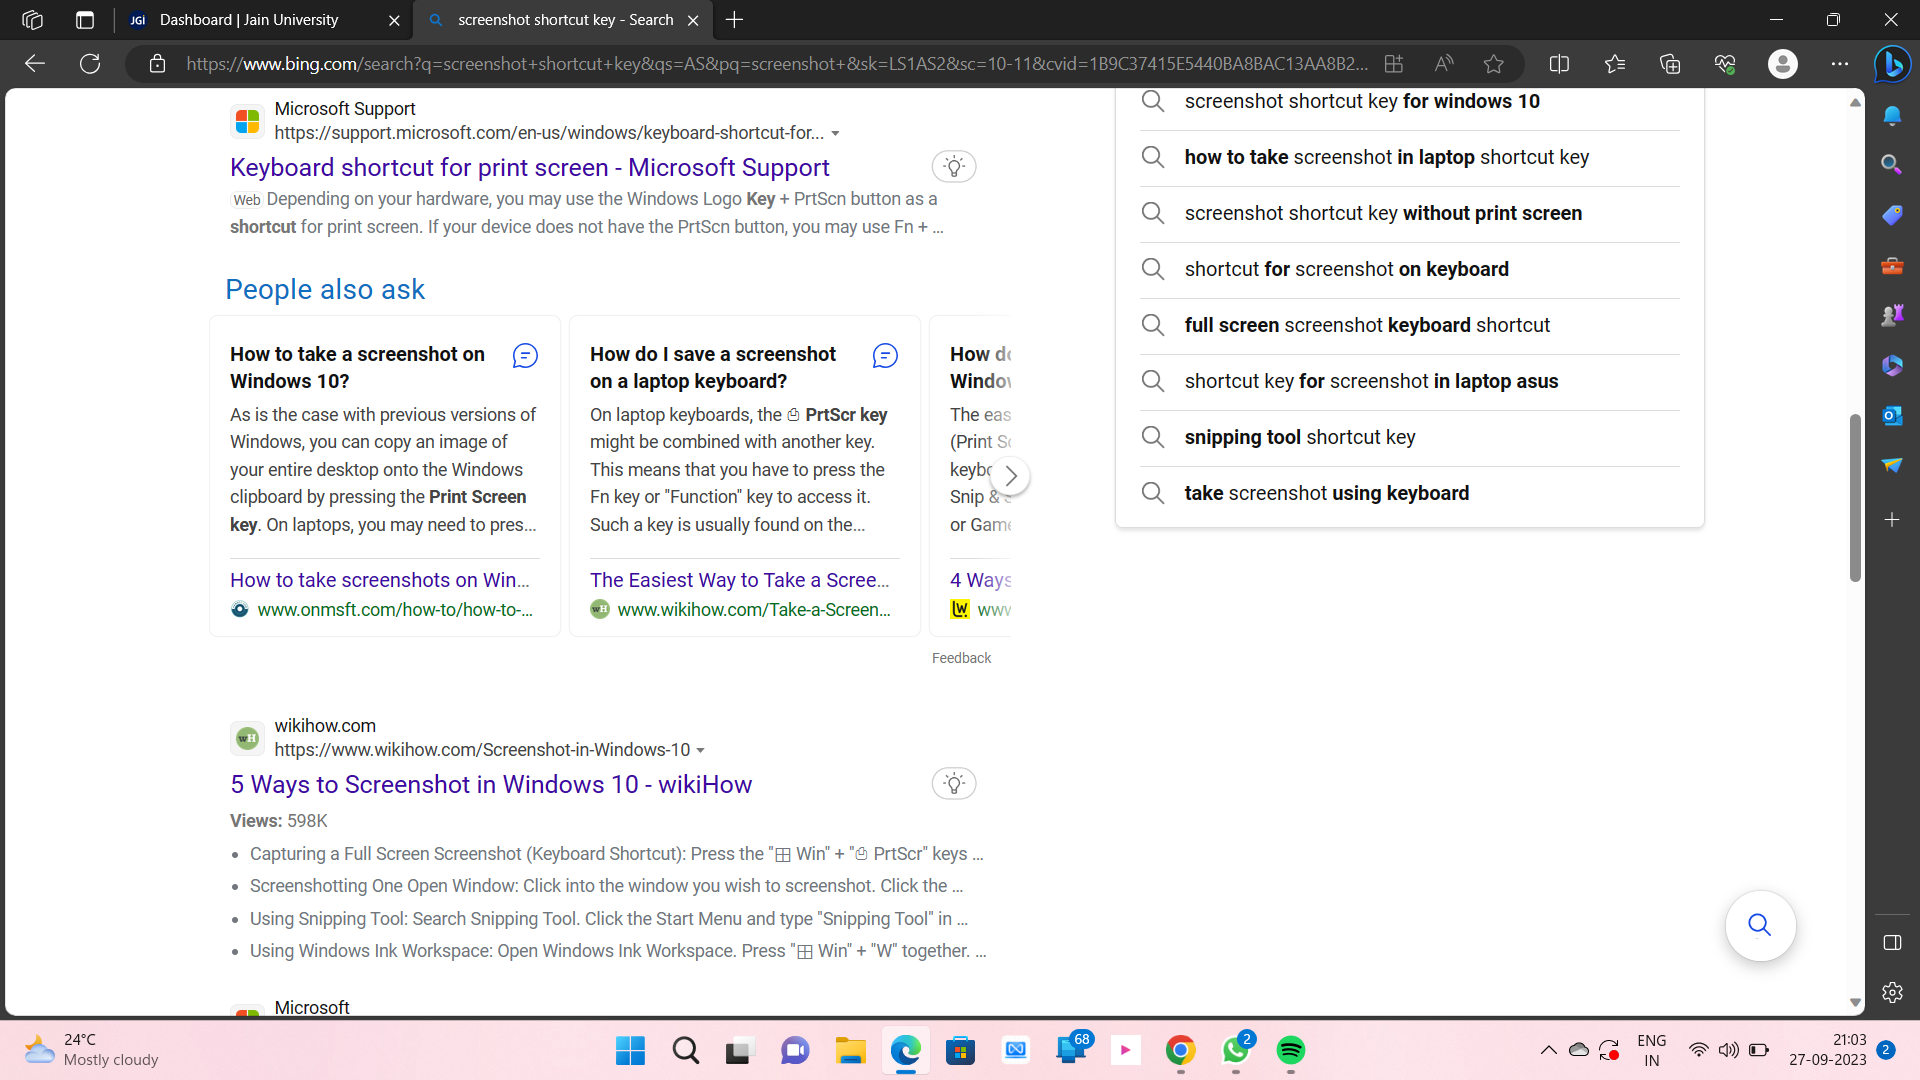 JGI Dashboard | Jain University
screenshot shortcut key - Search
https://www.bing.com/search?q=screenshot+shortcut+key&qs=AS&pq=screenshot+&sk=LS1AS2&sc=10-11&cvid=1B9C37415E5440BA8BAC13AA8B2...
Microsoft Support
https://support.microsoft.com/en-us/windows/keyboard-shortcut-for...
Keyboard shortcut for print screen - Microsoft Support
Web Depending on your hardware, you may use the Windows Logo Key + PrtScn button as a
shortcut for print screen. If your device does not have the PrtScn button, you may use Fn + ...
People also ask
How to take a screenshot on
Windows 10?
As is the case with previous versions of
Windows, you can copy an image of
your entire desktop onto the Windows
clipboard by pressing the Print Screen
key. On laptops, you may need to pres...
How to take screenshots on Win...
www.onmsft.com/how-to/how-to-...
How do I save a screenshot
on a laptop keyboard?
On laptop keyboards, the ⎙ PrtScr key
might be combined with another key.
This means that you have to press the
Fn key or "Function" key to access it.
Such a key is usually found on the...
The Easiest Way to Take a Scree...
wH www.wikihow.com/Take-a-Screen...
How do
Windo
The eas
(Print Sc
keybo
Snip &
or Game
4 Ways
LW. www
Feedback
wH wikihow.com
https://www.wikihow.com/Screenshot-in-Windows-10
5 Ways to Screenshot in Windows 10 - wikiHow
Views: 598K
• Capturing a Full Screen Screenshot (Keyboard Shortcut): Press the "⊞ Win" + "⎙ PrtScr" keys ...
• Screenshotting One Open Window: Click into the window you wish to screenshot. Click the ...
• Using Snipping Tool: Search Snipping Tool. Click the Start Menu and type "Snipping Tool" in ...
• Using Windows Ink Workspace: Open Windows Ink Workspace. Press "⊞ Win" + "W" together. ...
Microsoft
screenshot shortcut key for windows 10
how to take screenshot in laptop shortcut key
screenshot shortcut key without print screen
shortcut for screenshot on keyboard
full screen screenshot keyboard shortcut
shortcut key for screenshot in laptop asus
snipping tool shortcut key
take screenshot using keyboard
24°C
Mostly cloudy
68
2
ENG
IN
21:03
27-09-2023
2